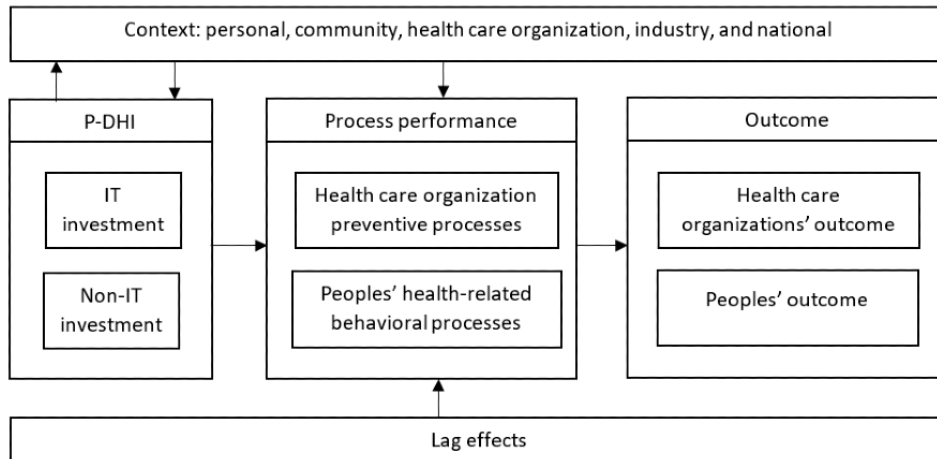 Context: personal, community, health care organization, industry, and national
P-DHI
IT
investment
Non-IT
investment
Process performance
Health care organization
preventive processes
Peoples’ health-related
behavioral processes
Outcome
Health care
organizations’ outcome
Peoples’ outcome
Lag effects